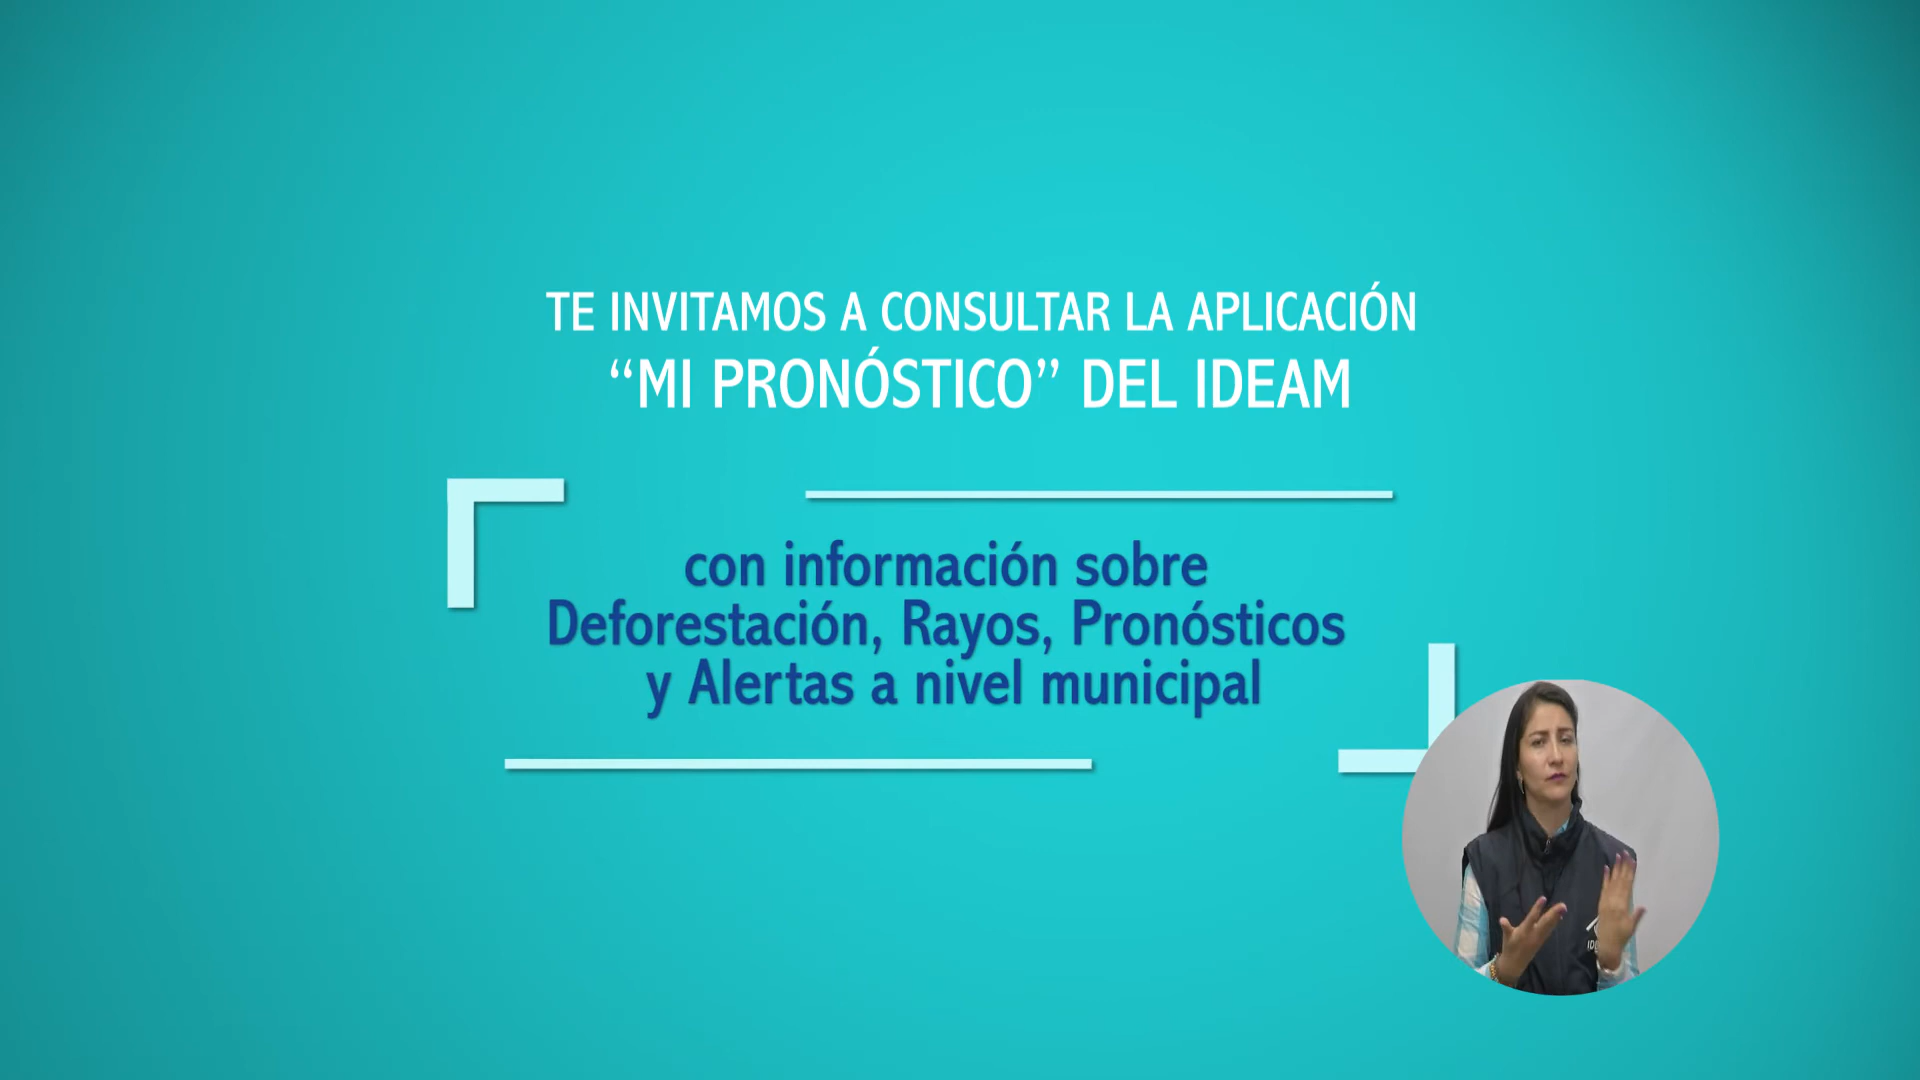 TE INVITAMOS A CONSULTAR LA APLICACIÓN
“MI PRONÓSTICO” DEL IDEAM
con información sobre
Deforestación, Rayos, Pronósticos
y Alertas a nivel municipal